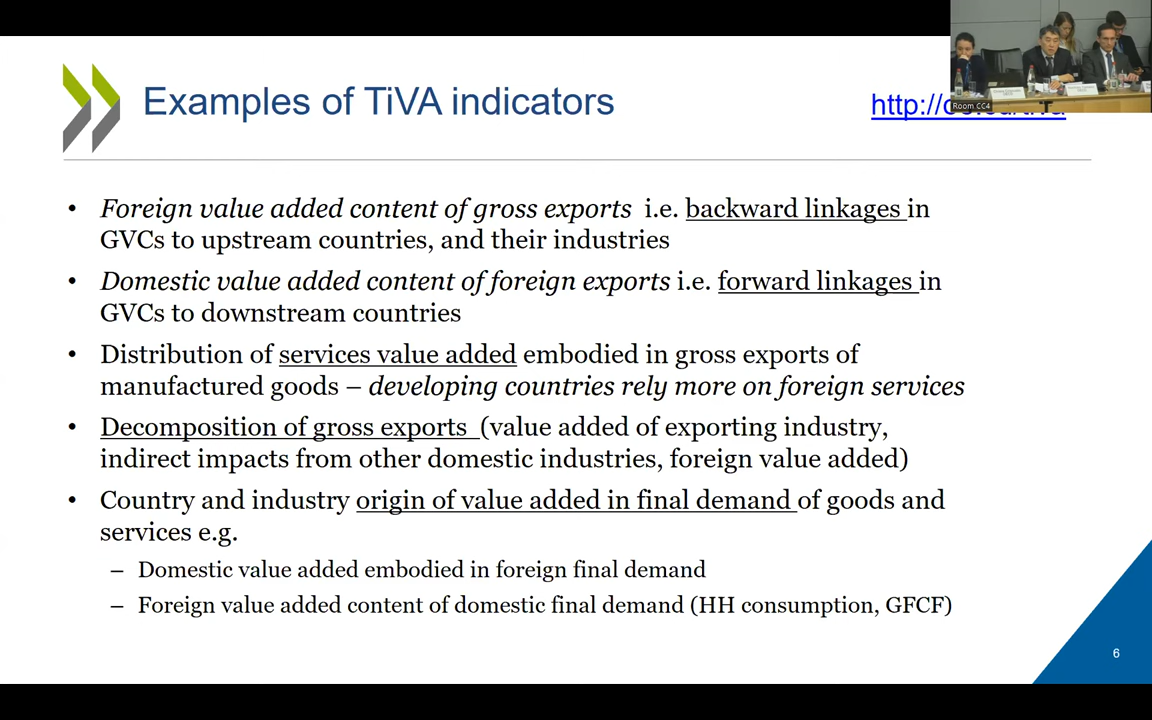 Examples of TiVA indicators
http://o
Room CC4
• Foreign value added content of gross exports i.e. backward linkages in
GVCs to upstream countries, and their industries
• Domestic value added content of foreign exports i.e. forward linkages in
GVCs to downstream countries
• Distribution of services value added embodied in gross exports of
manufactured goods – developing countries rely more on foreign services
• Decomposition of gross exports (value added of exporting industry,
indirect impacts from other domestic industries, foreign value added)
• Country and industry origin of value added in final demand of goods and
services e.g.
– Domestic value added embodied in foreign final demand
– Foreign value added content of domestic final demand (HH consumption, GFCF)
6